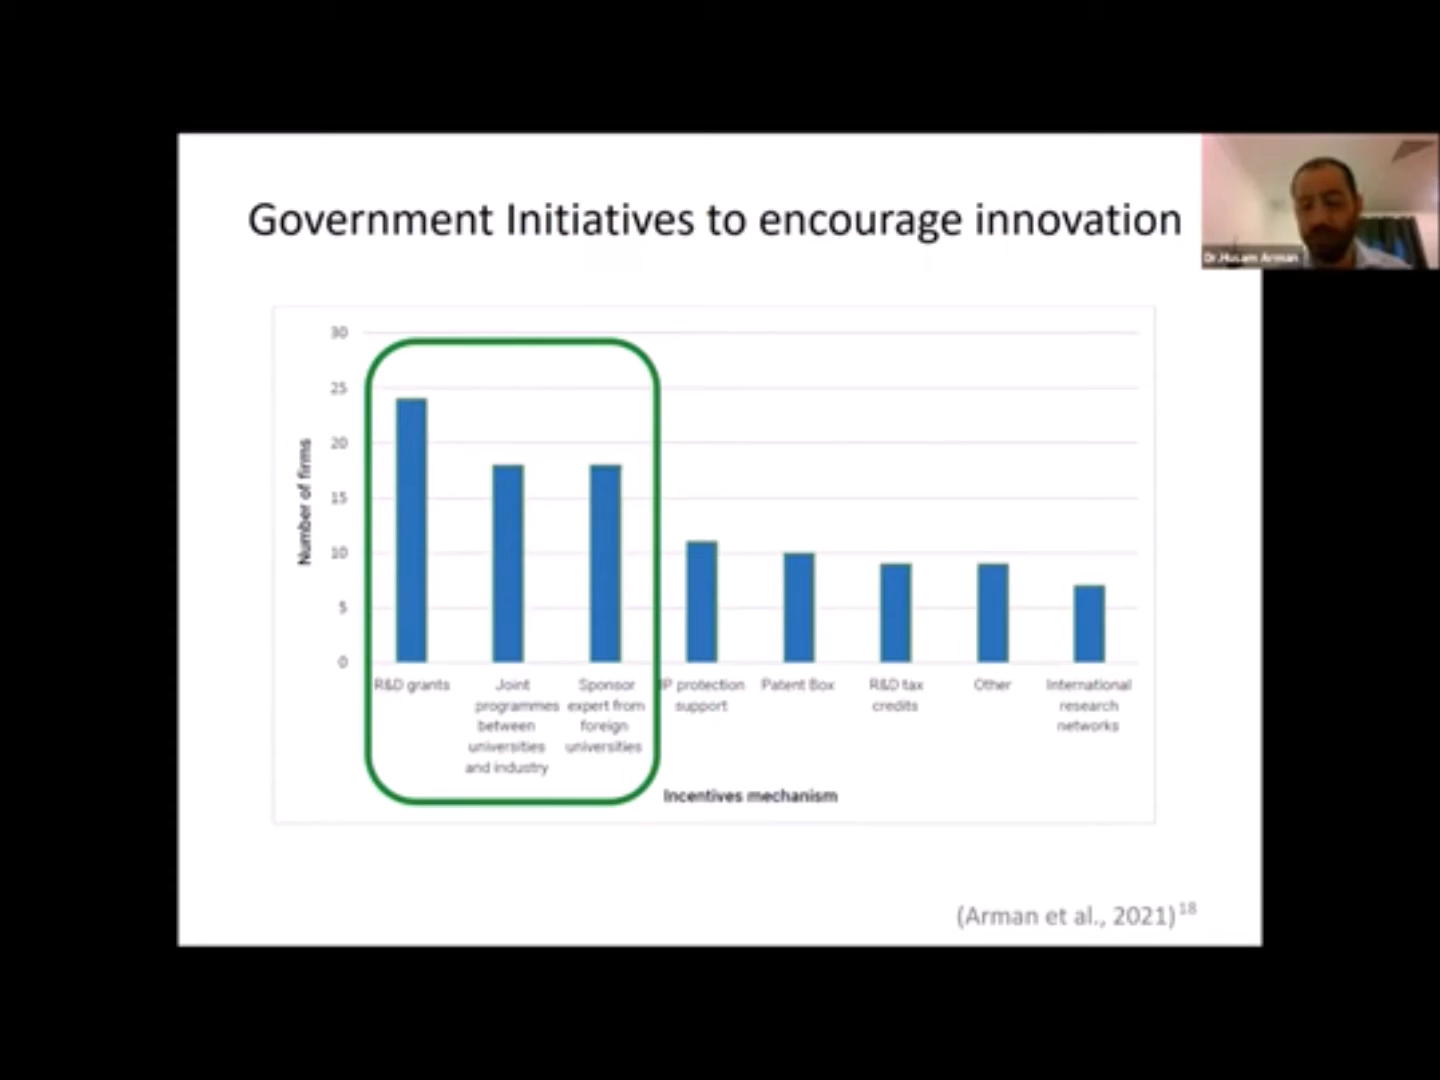 Government Initiatives to encourage innovation
Dr.Husam Arman
30
25
20
15
10
5
0
Number of firms
R&D grants
Joint
programmes
between
universities
and industry
Sponsor
expert from
foreign
universities
IP protection
support
Patent Box
R&D tax
credits
Other
International
research
networks
Incentives mechanism
(Arman et al., 2021)18